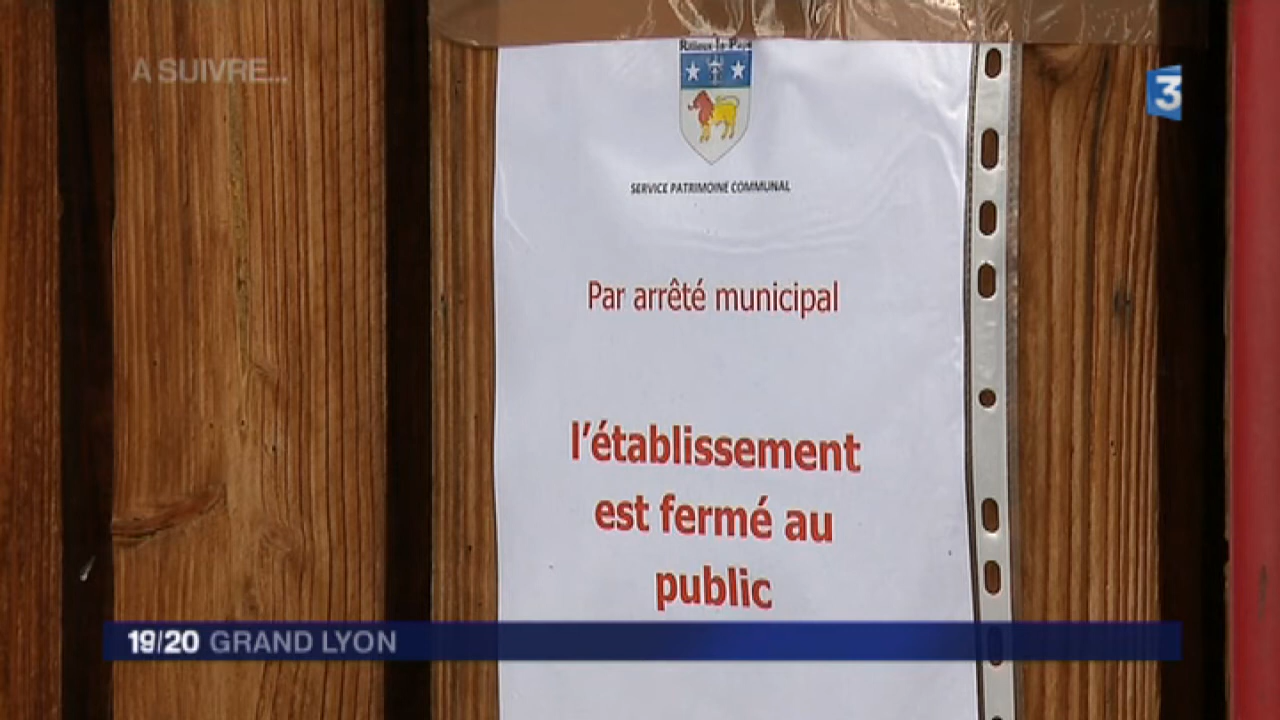 A SUIVRE...
3
Rillieux la Pape
SERVICE PATRIMOINE COMMUNAL
Par arrêté municipal
l'établissement
est fermé au
public
19/20 GRAND LYON